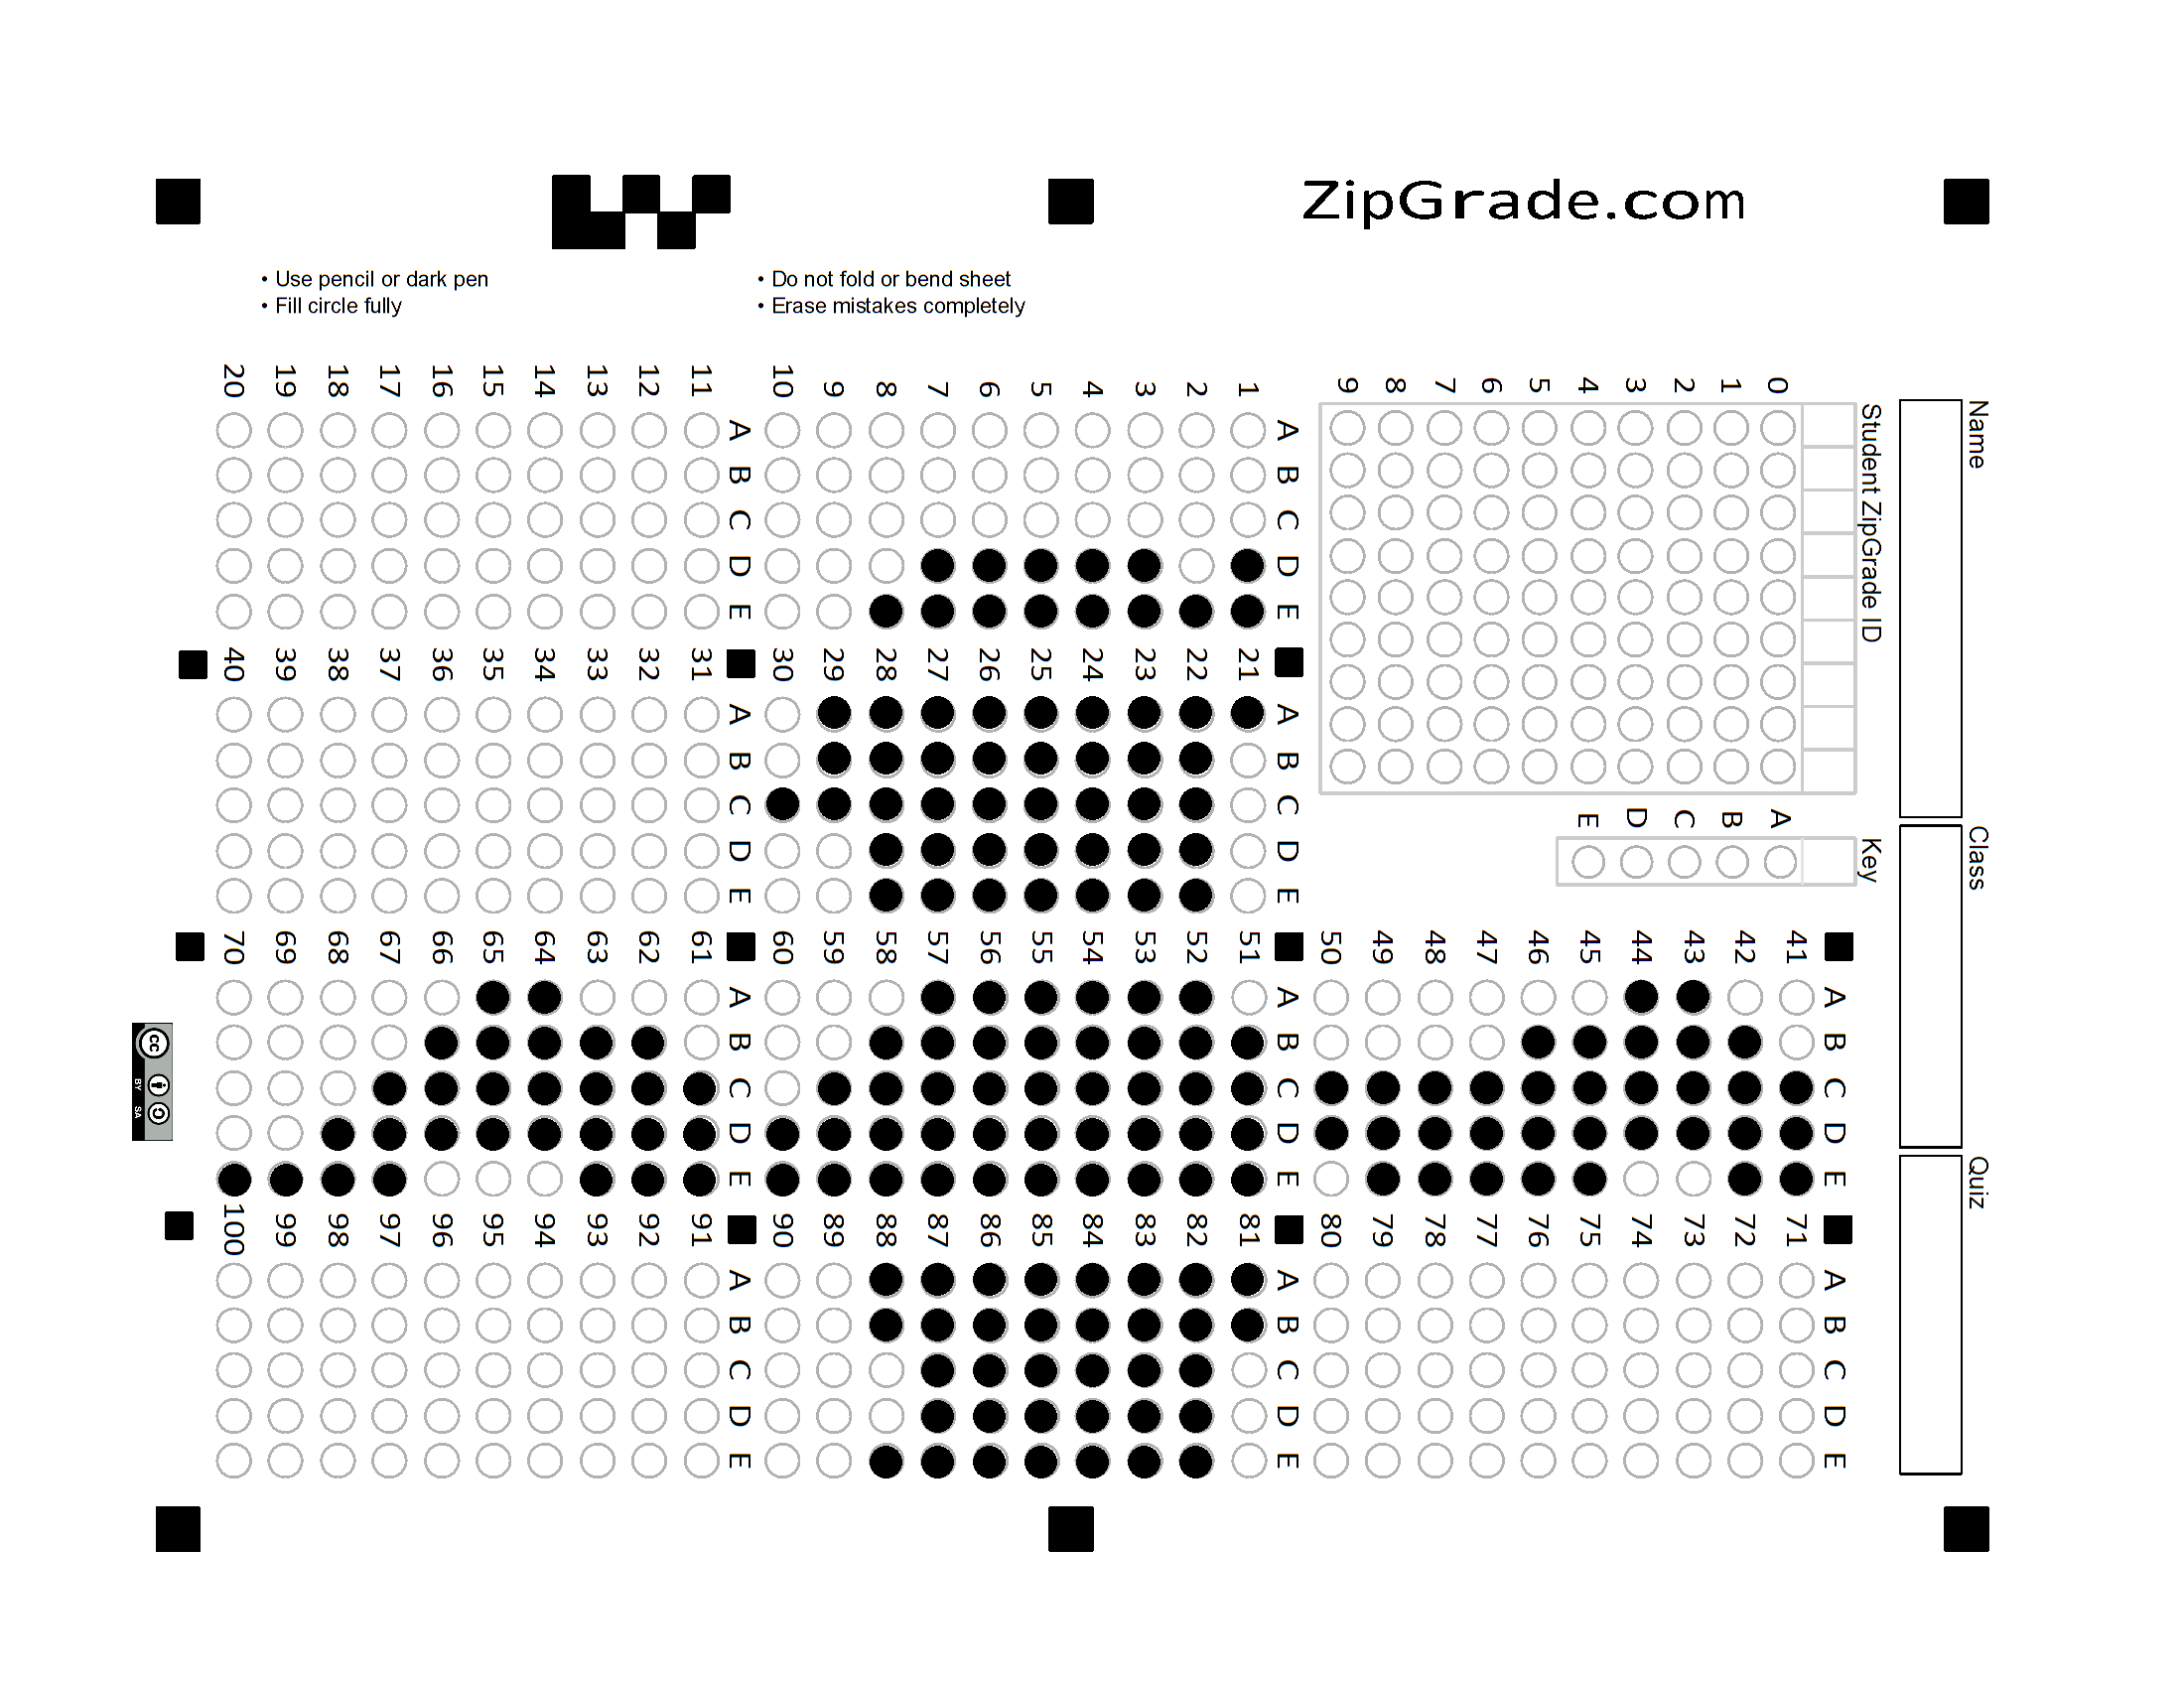 ZipGrade.com
• Use pencil or dark pen
• Fill circle fully
• Do not fold or bend sheet
• Erase mistakes completely
Name
Class
Quiz
Student ZipGrade ID
0 1 2 3 4 5 6 7 8 9
Key
A B C D E
1 2 3 4 5 6 7 8 9 10
A B C D E
11 12 13 14 15 16 17 18 19 20
A B C D E
21 22 23 24 25 26 27 28 29 30
A B C D E
31 32 33 34 35 36 37 38 39 40
A B C D E
41 42 43 44 45 46 47 48 49 50
A B C D E
51 52 53 54 55 56 57 58 59 60
A B C D E
61 62 63 64 65 66 67 68 69 70
A B C D E
71 72 73 74 75 76 77 78 79 80
A B C D E
81 82 83 84 85 86 87 88 89 90
A B C D E
91 92 93 94 95 96 97 98 99 100
A B C D E
cc
BY SA